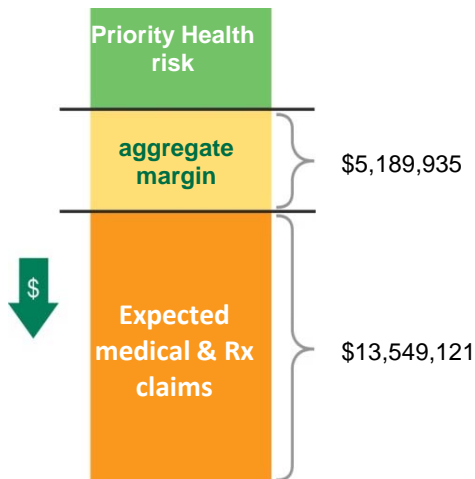 Priority Health
risk
aggregate
margin
$5,189,935
$
Expected
medical & Rx
claims
$13,549,121